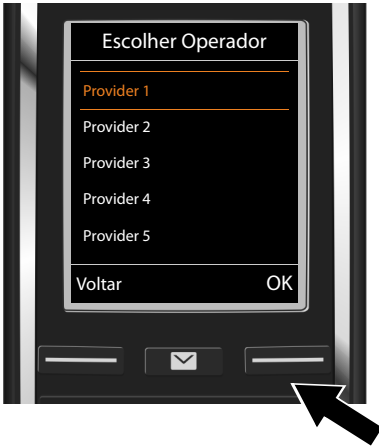 Escolher Operador
Provider 1
Provider 2
Provider 3
Provider 4
Provider 5
Voltar OK